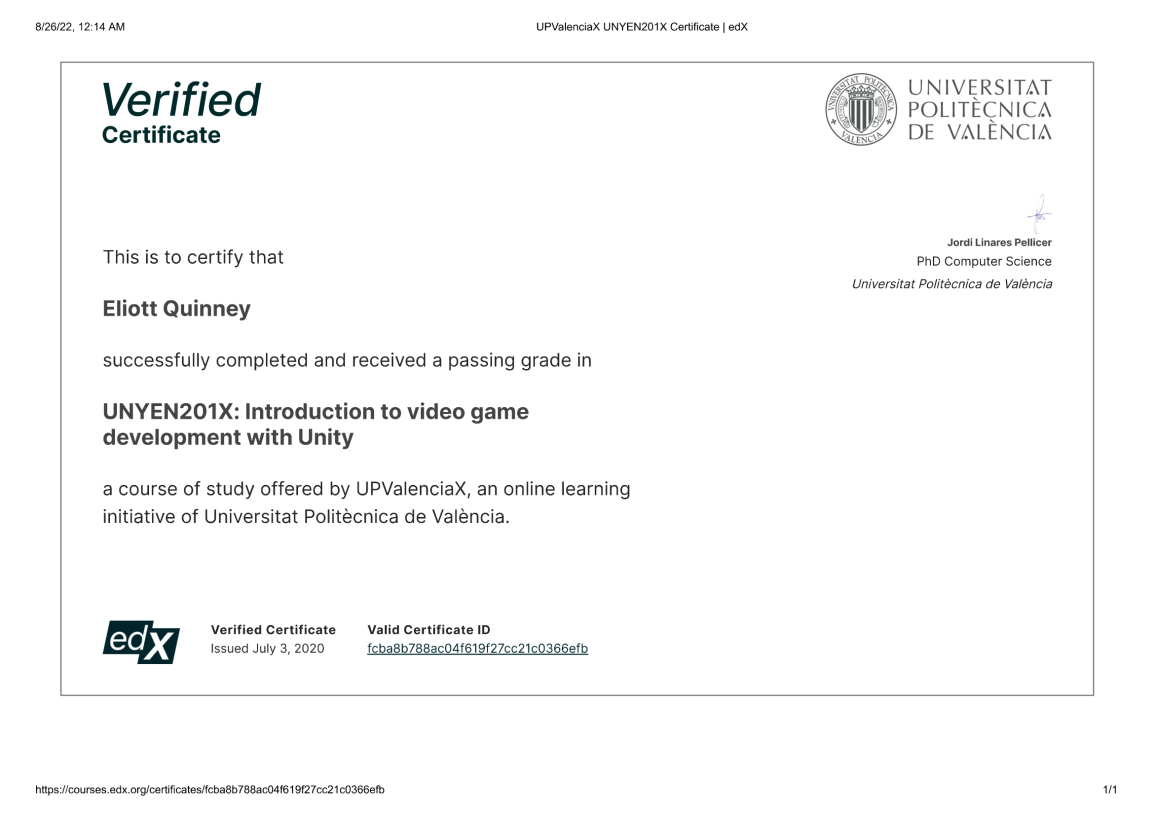 8/26/22, 12:14 AM
UPValenciaX UNYEN201X Certificate | edX
Verified
Certificate
UNIVERSITAT POLITÈCNICA
VALENCIA
UNIVERSITAT
POLITÈCNICA
DE VALÈNCIA
Jordi Linares Pellicer
PhD Computer Science
Universitat Politècnica de València
This is to certify that
Eliott Quinney
successfully completed and received a passing grade in
UNYEN201X: Introduction to video game
development with Unity
a course of study offered by UPValenciaX, an online learning
initiative of Universitat Politècnica de València.
edX
Verified Certificate
Issued July 3, 2020
Valid Certificate ID
fcba8b788ac04f619f27cc21c0366efb
https://courses.edx.org/certificates/fcba8b788ac04f619f27cc21c0366efb
1/1